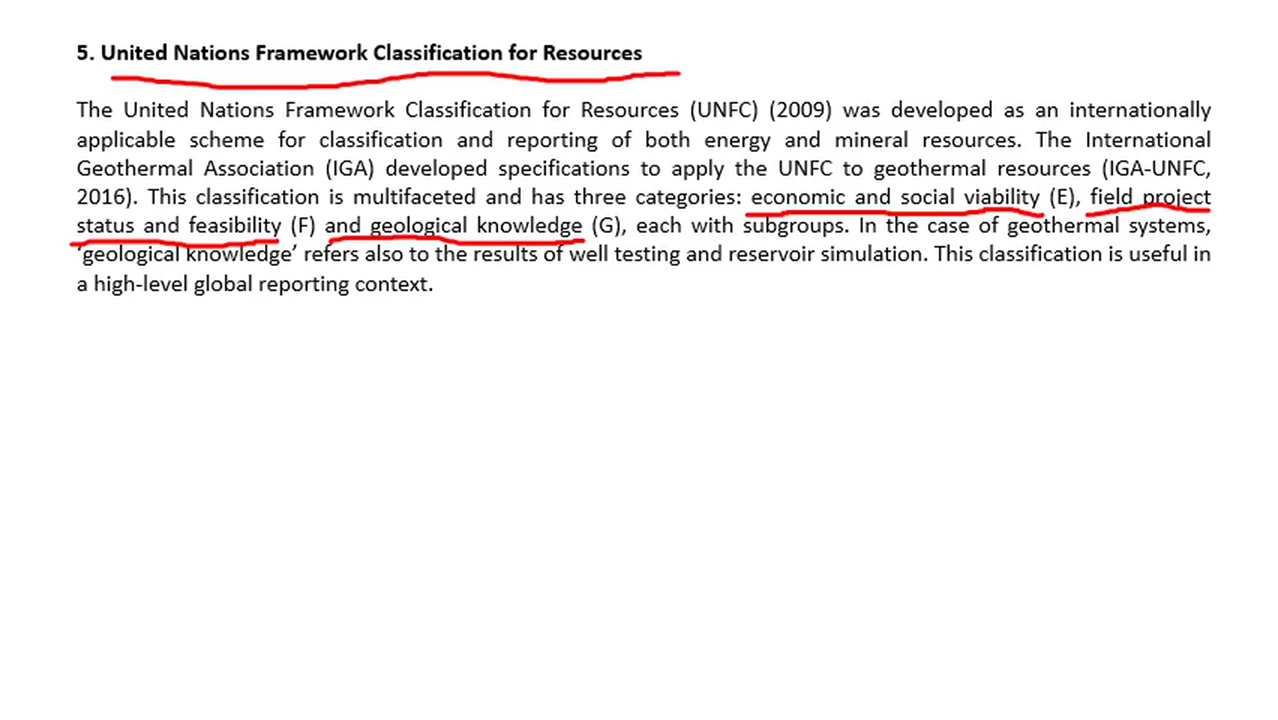 5. United Nations Framework Classification for Resources
The United Nations Framework Classification for Resources (UNFC) (2009) was developed as an internationally
applicable scheme for classification and reporting of both energy and mineral resources. The International
Geothermal Association (IGA) developed specifications to apply the UNFC to geothermal resources (IGA-UNFC,
2016). This classification is multifaceted and has three categories: economic and social viability (E), field project
status and feasibility (F) and geological knowledge (G), each with subgroups. In the case of geothermal systems,
‘geological knowledge’ refers also to the results of well testing and reservoir simulation. This classification is useful in
a high-level global reporting context.